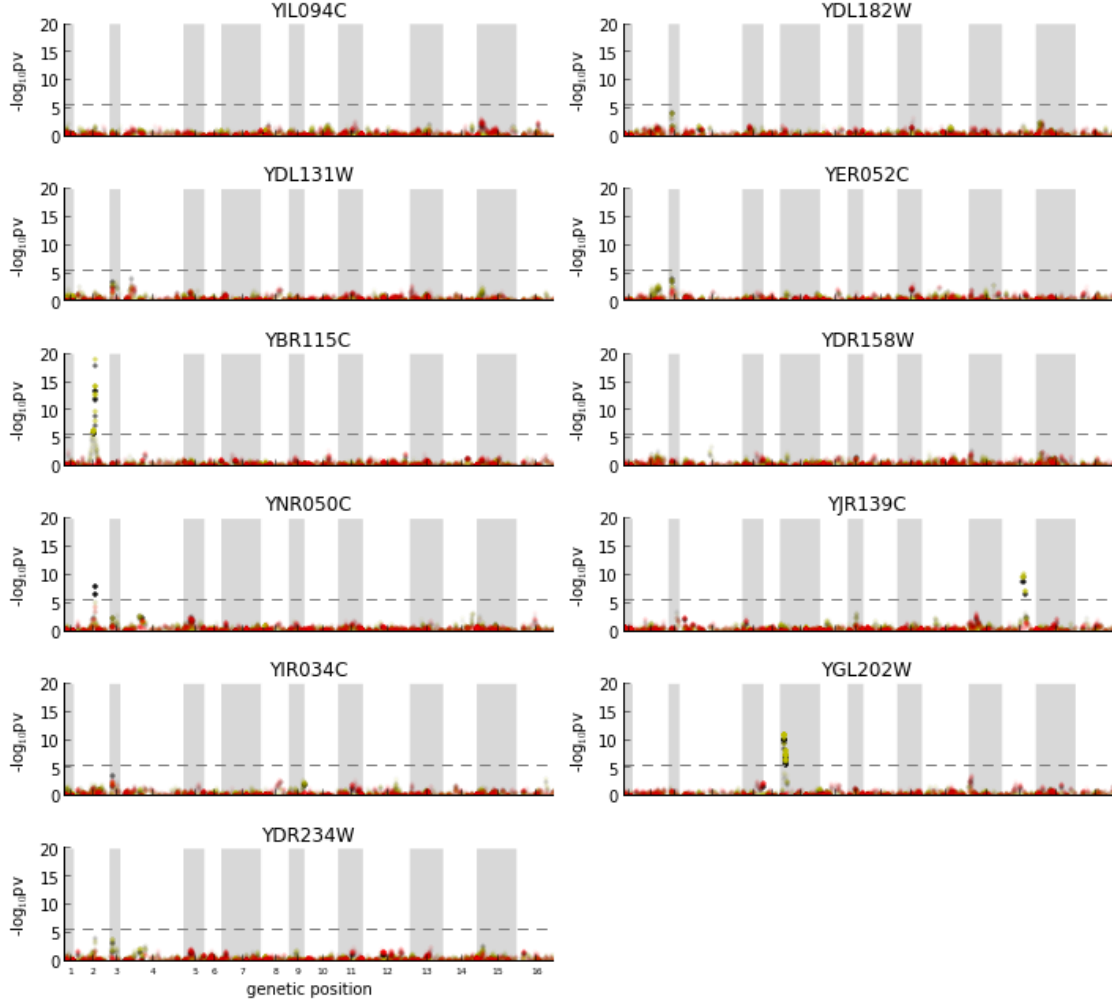 YIL094C
YDL182W
20
15
10
5
0
-log10pv
20
15
10
5
0
-log10pv
YDL131W
YER052C
20
15
10
5
0
-log10pv
20
15
10
5
0
-log10pv
YBR115C
YDR158W
20
15
10
5
0
-log10pv
20
15
10
5
0
-log10pv
YNR050C
YJR139C
20
15
10
5
0
-log10pv
20
15
10
5
0
-log10pv
YIR034C
YGL202W
20
15
10
5
0
-log10pv
20
15
10
5
0
-log10pv
YDR234W
20
15
10
5
0
-log10pv
1 2 3 4 5 6 7 8 9 10 11 12 13 14 15 16
genetic position